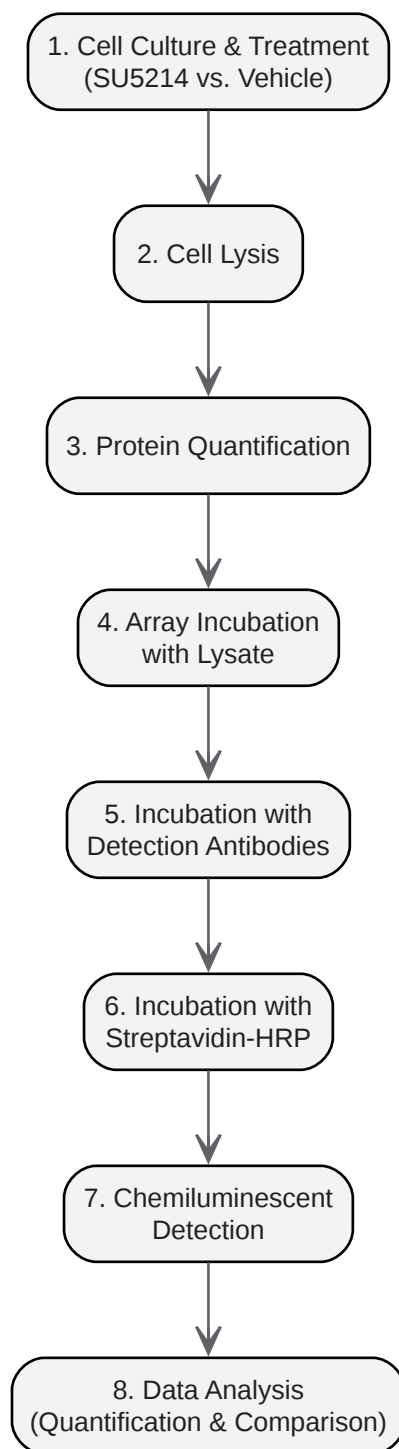 1. Cell Culture & Treatment
(SU5214 vs. Vehicle)
2. Cell Lysis
3. Protein Quantification
4. Array Incubation
with Lysate
5. Incubation with
Detection Antibodies
6. Incubation with
Streptavidin-HRP
7. Chemiluminescent
Detection
8. Data Analysis
(Quantification & Comparison)